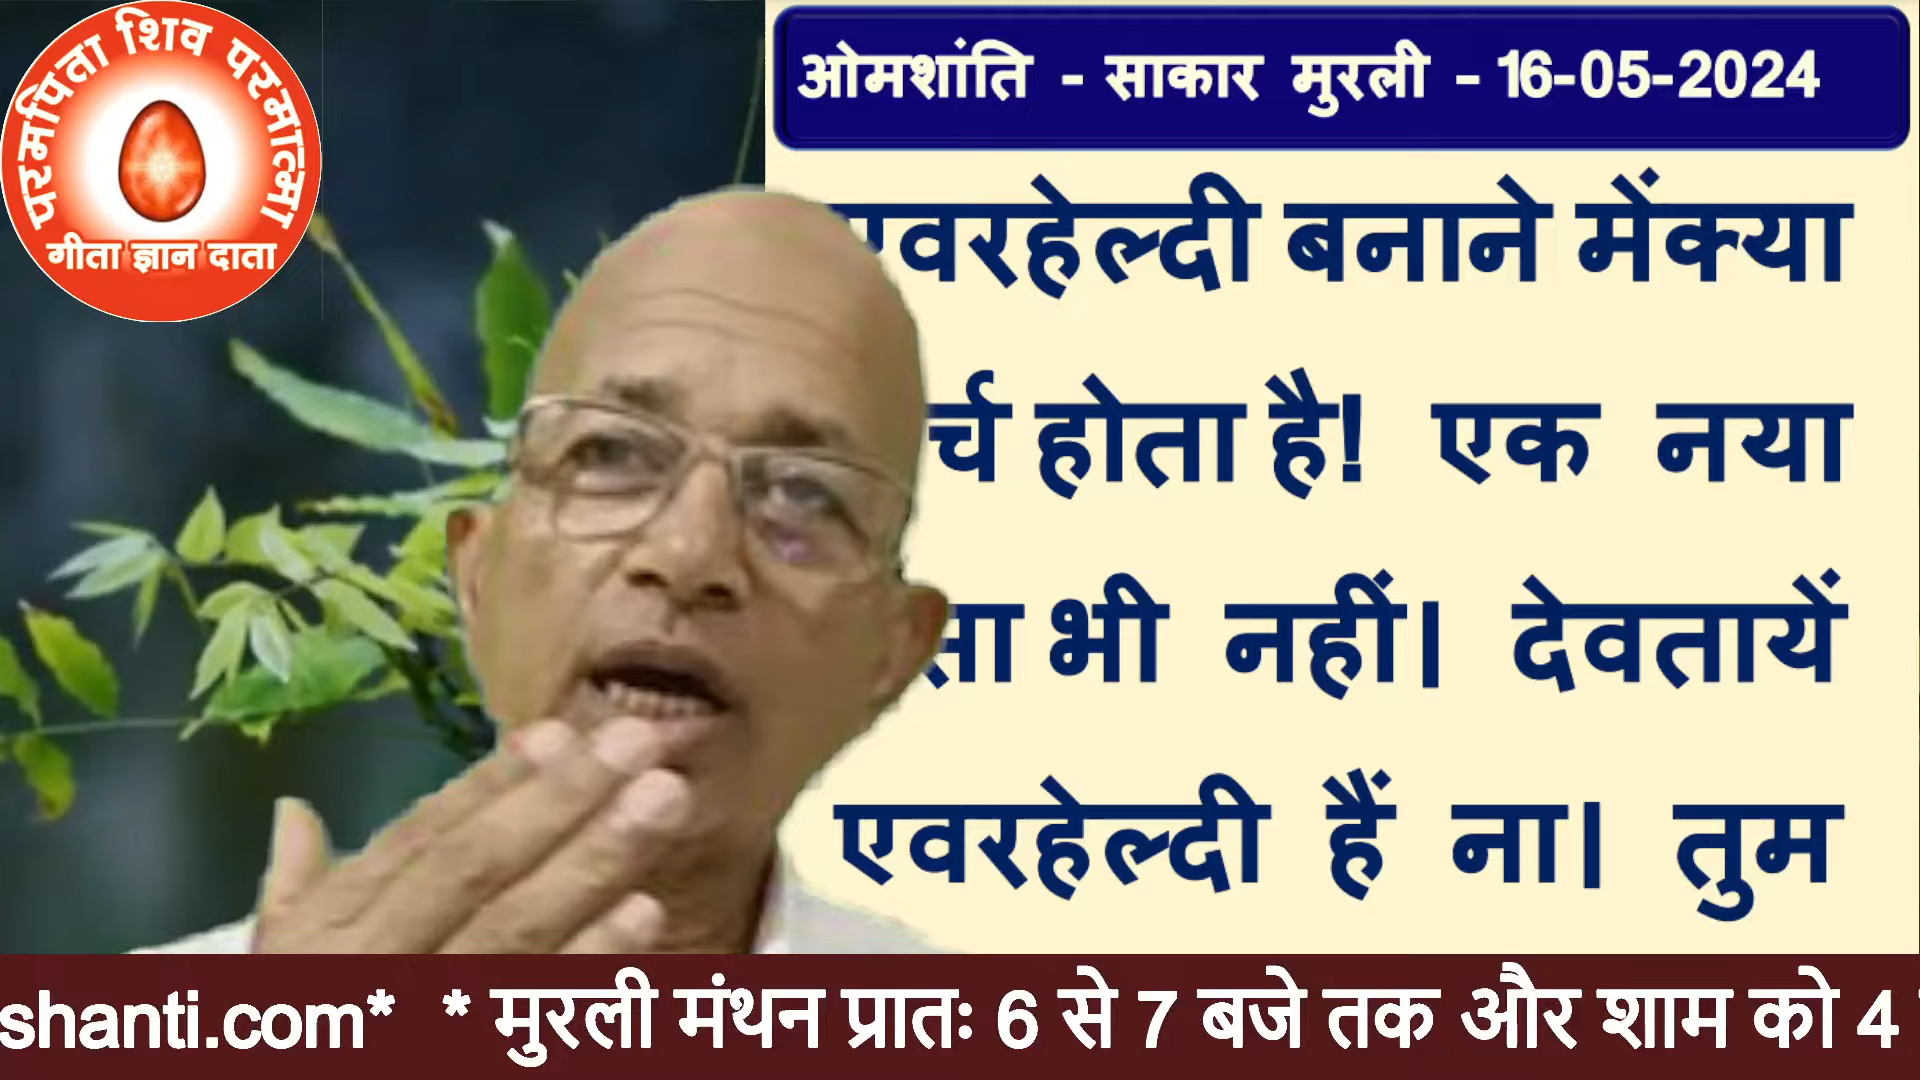 परमपिता शिव परमात्मा
गीता ज्ञान दाता
ओमशांति - साकार मुरली - 16-05-2024
बनाने मेंक्या
होता है! एक नया
भी नहीं। देवतायें
एवरहेल्दी हैं ना। तुम
shanti.com* * मुरली मंथन प्रातः 6 से 7 बजे तक और शाम को 4